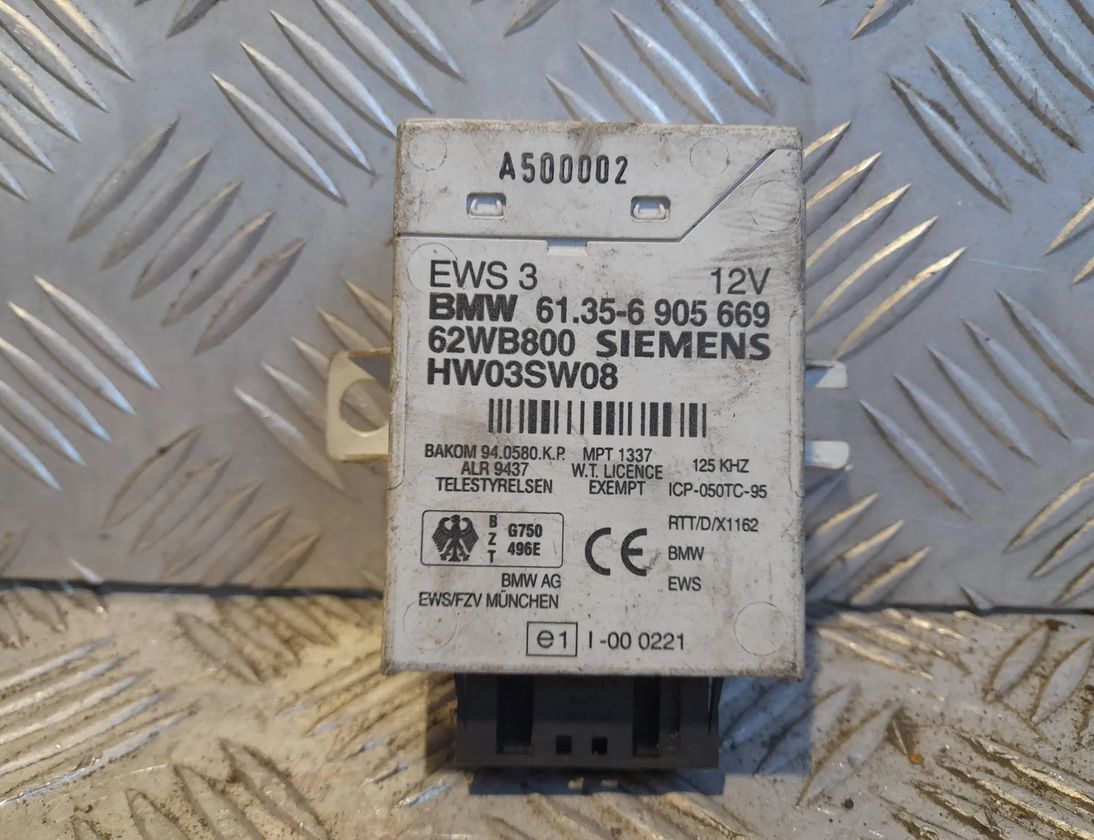 A500002
EWS 3 12V
BMW 61.35-6 905 669
62WB800 SIEMENS
HW03SW08
BAKOM 94.0580.K.P. MPT 1337
ALR 9437 W.T. LICENCE 125 KHZ
TELESTYRELSEN EXEMPT ICP-050TC-95
BZT G750 496E
CE
RTT/D/X1162
BMW
EWS
BMW AG
EWS/FZV MÜNCHEN
e1 I-00 0221